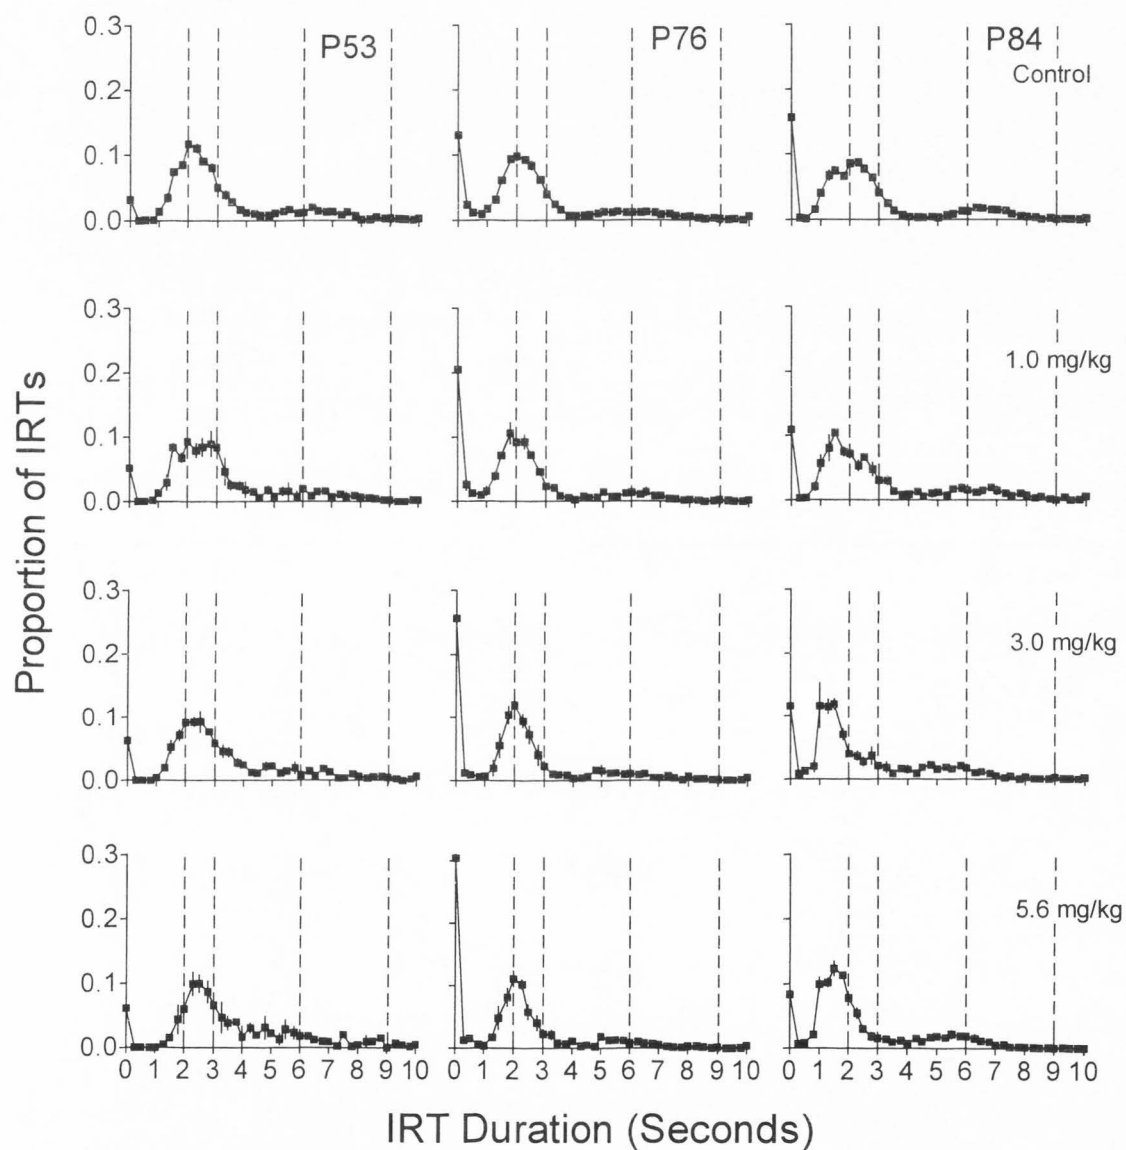 P53 P76 P84
Control
0.3
0.2
0.1
0.0
1.0 mg/kg
0.3
0.2
0.1
0.0
3.0 mg/kg
0.3
0.2
0.1
0.0
5.6 mg/kg
0.3
0.2
0.1
0.0
0 1 2 3 4 5 6 7 8 9 10 0 1 2 3 4 5 6 7 8 9 10 0 1 2 3 4 5 6 7 8 9 10
Proportion of IRTs
IRT Duration (Seconds)